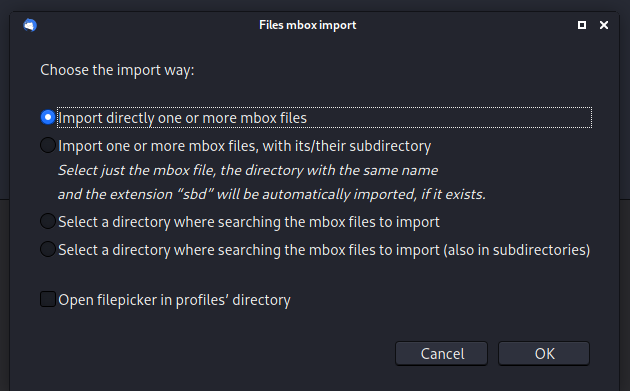 Files mbox import
Choose the import way:
Import directly one or more mbox files
Import one or more mbox files, with its/their subdirectory
Select just the mbox file, the directory with the same name
and the extension “sbd” will be automatically imported, if it exists.
Select a directory where searching the mbox files to import
Select a directory where searching the mbox files to import (also in subdirectories)
Open filepicker in profiles’ directory
Cancel
OK